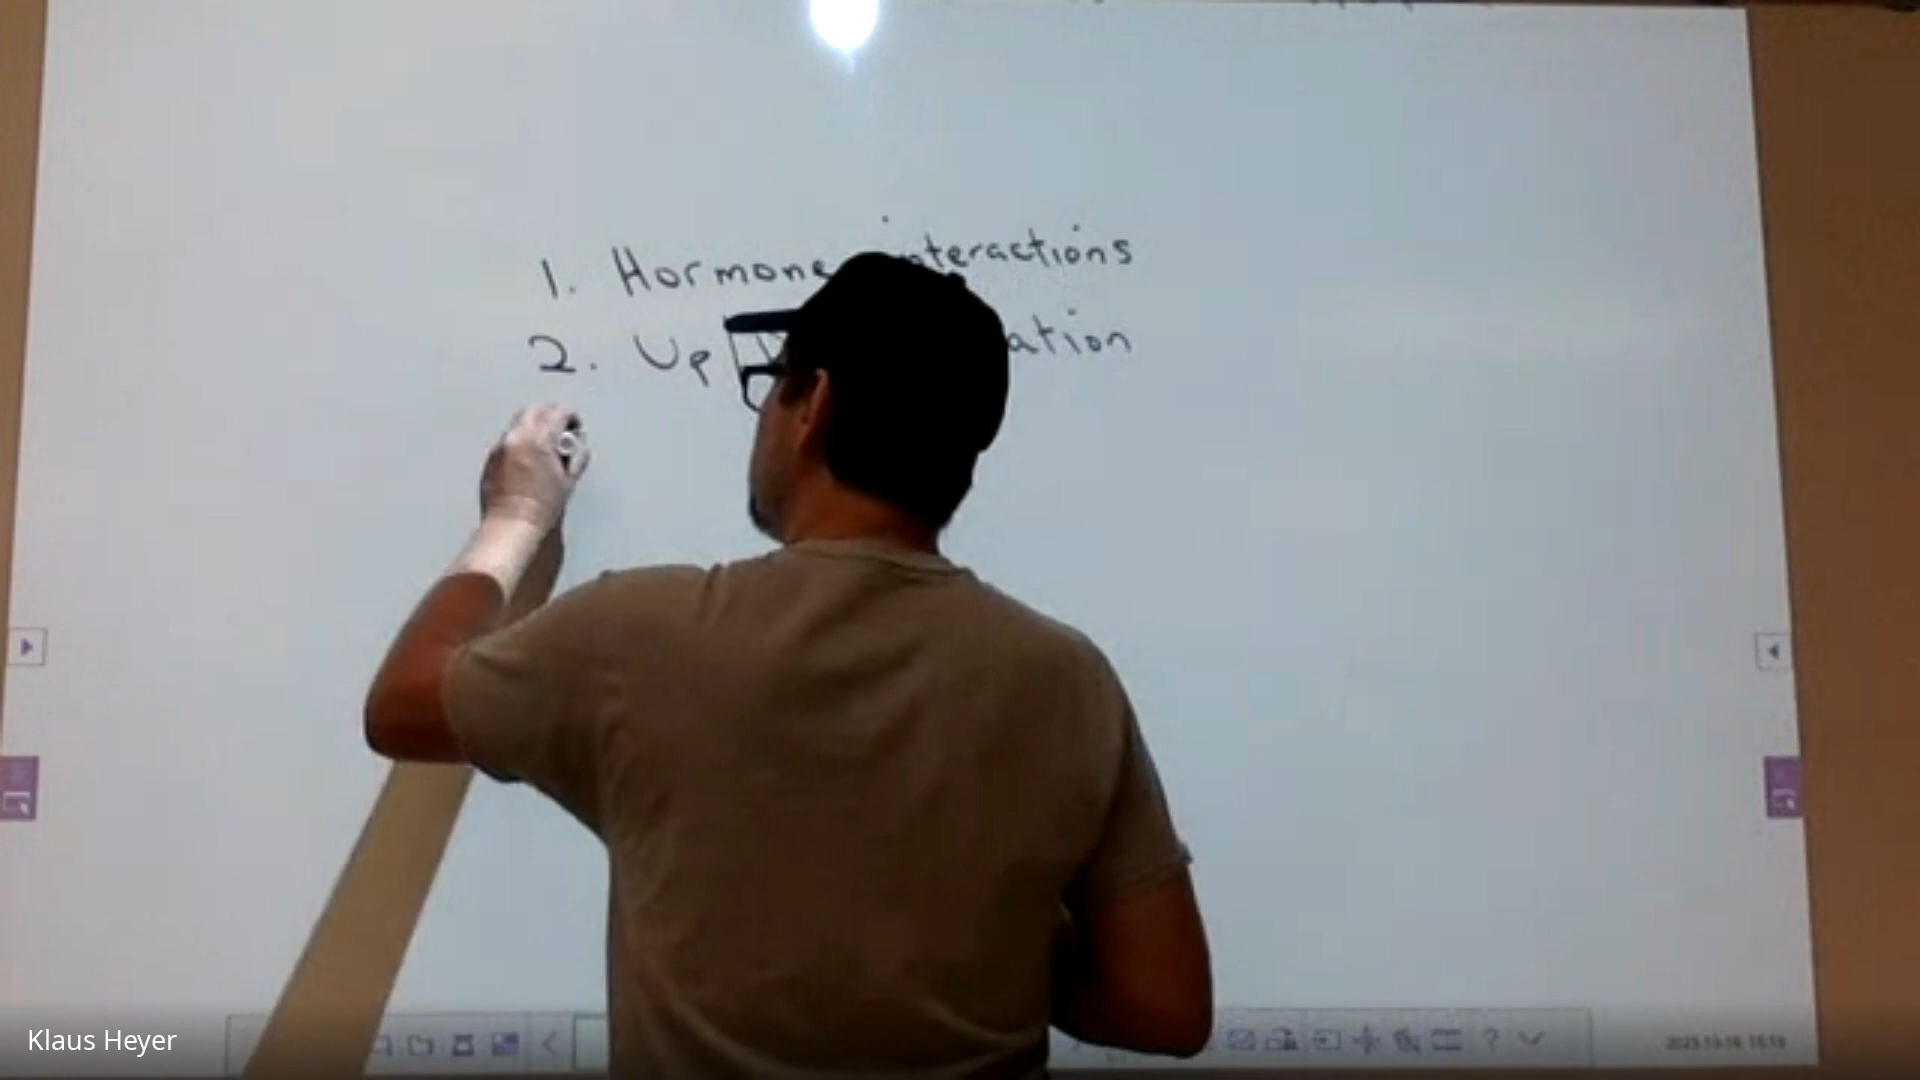 1. Hormone interactions
2. Up ation
Klaus Heyer
?